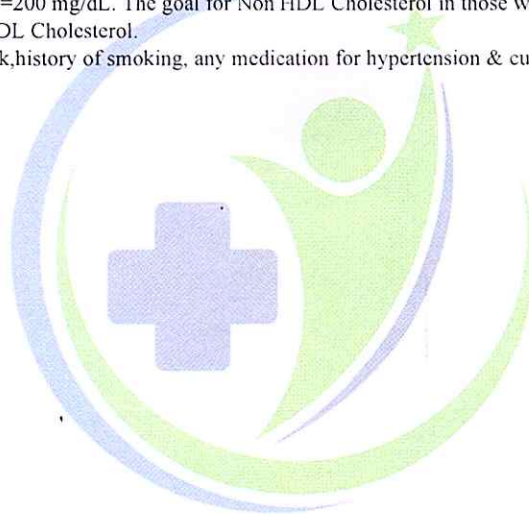 =200 mg/dL. The goal for Non HDL Cholesterol in those w
DL Cholesterol.
k,history of smoking, any medication for hypertension & cu